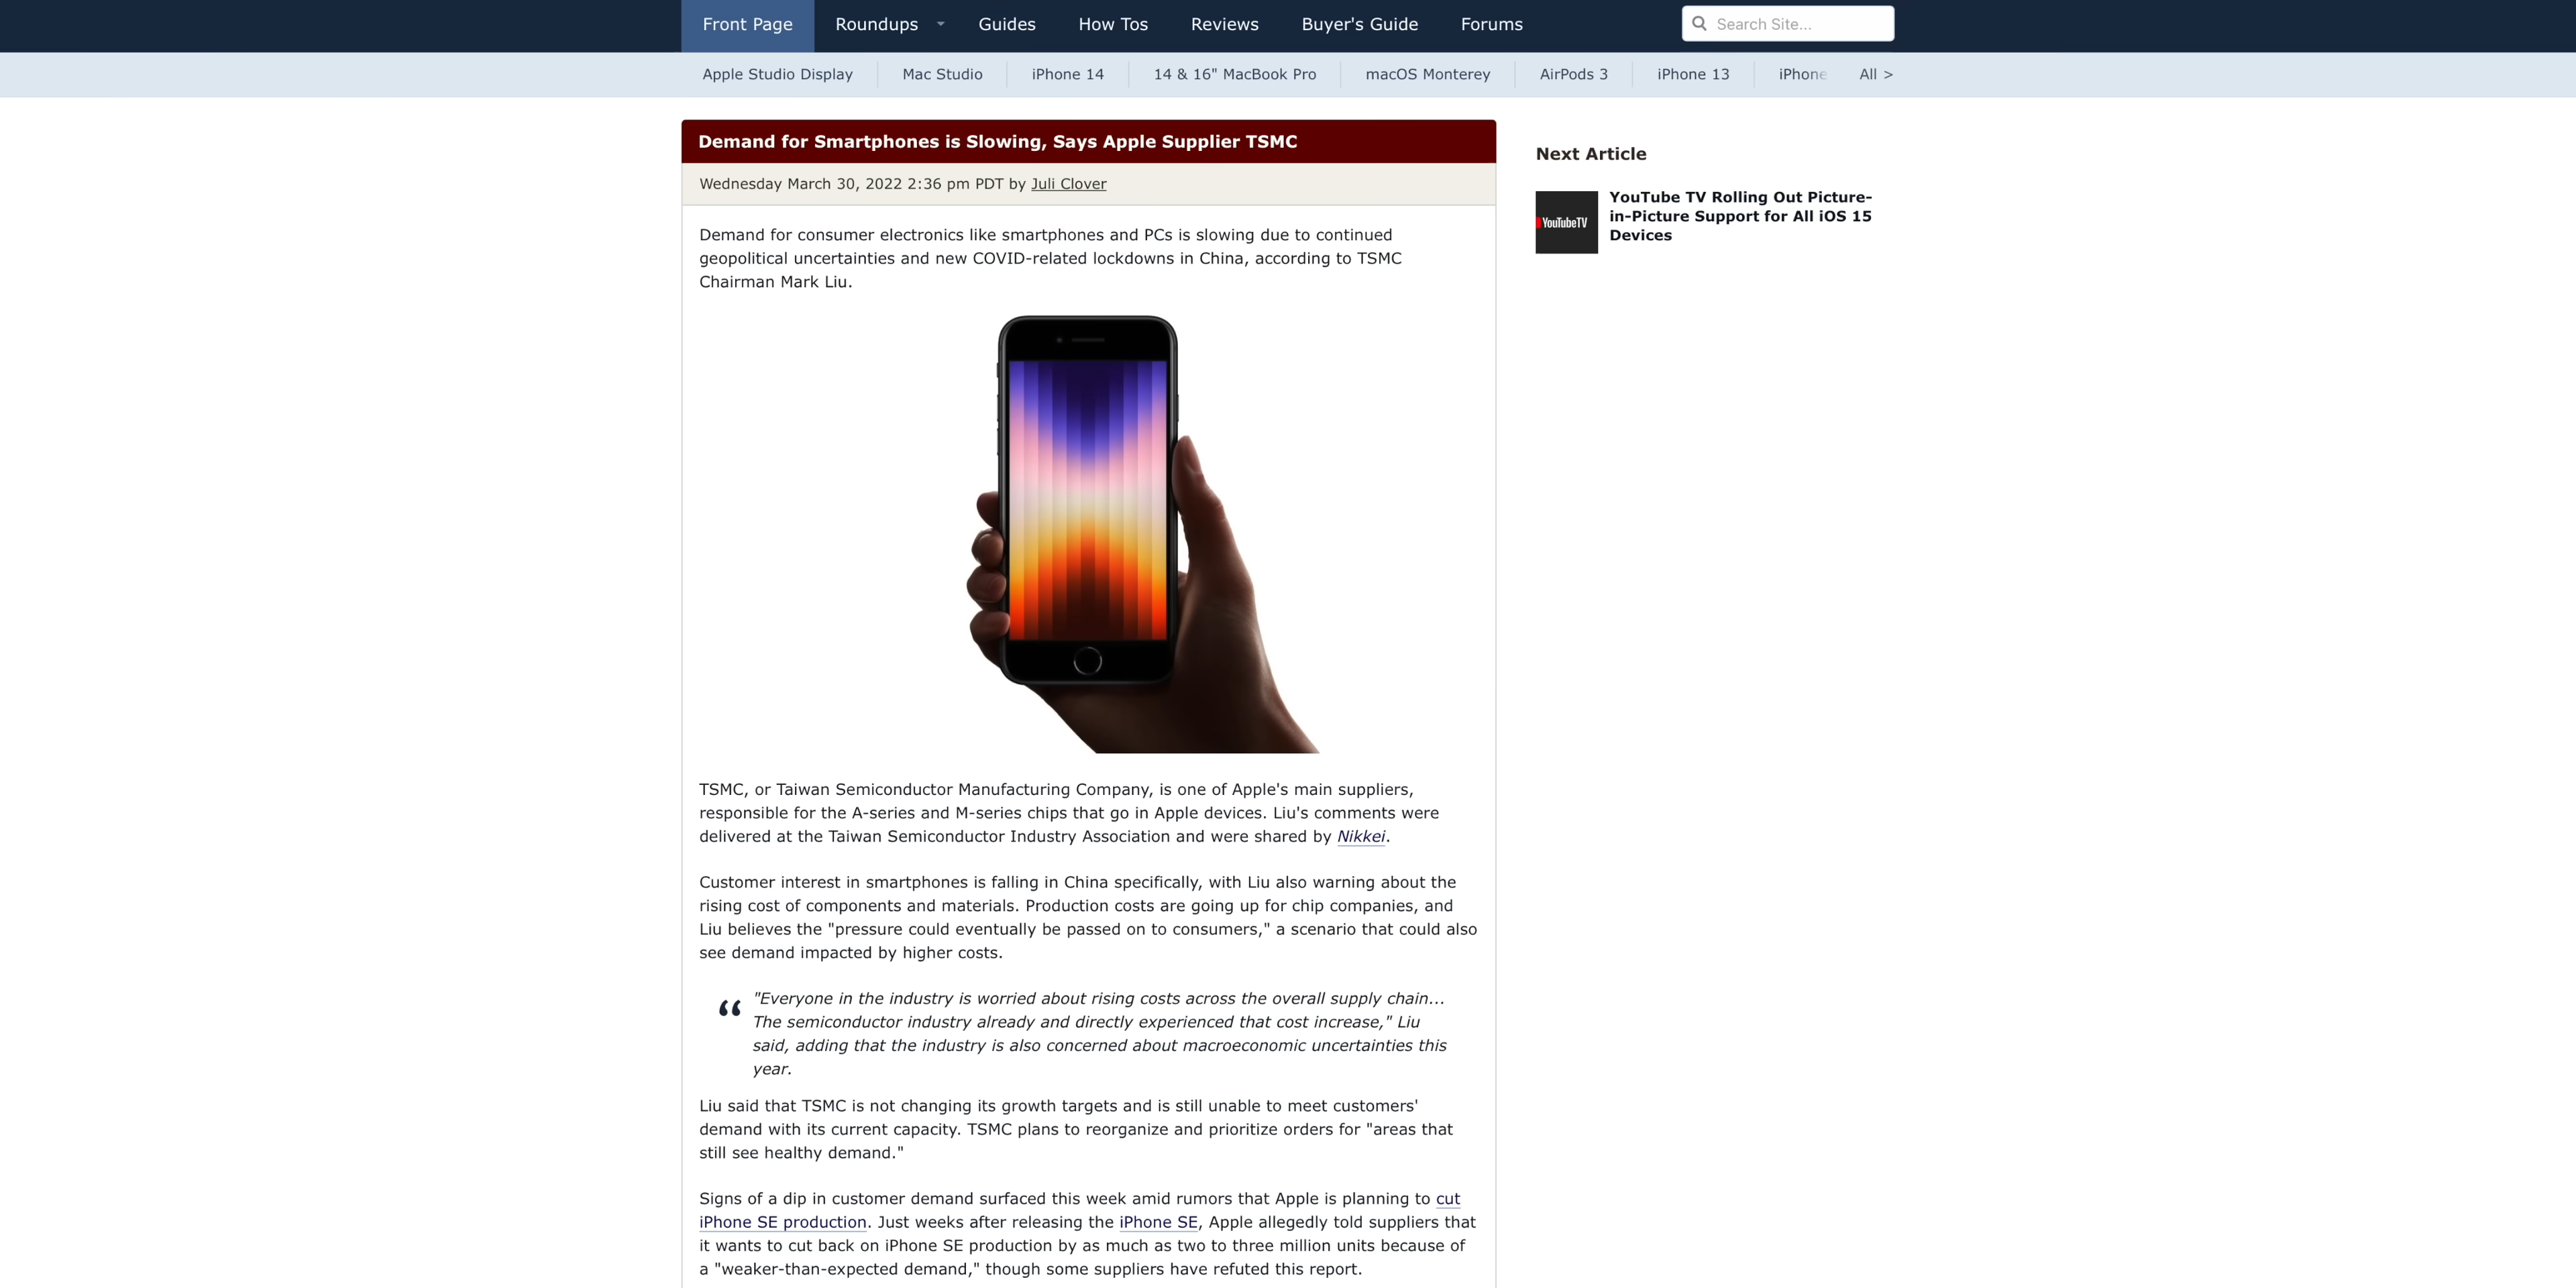 Front Page
Roundups
Guides
How Tos
Reviews
Buyer's Guide
Forums
Search Site...
Apple Studio Display
Mac Studio
iPhone 14
14 & 16" MacBook Pro
macOS Monterey
AirPods 3
iPhone 13
iPhone
All >
Demand for Smartphones is Slowing, Says Apple Supplier TSMC
Wednesday March 30, 2022 2:36 pm PDT by Juli Clover
Demand for consumer electronics like smartphones and PCs is slowing due to continued
geopolitical uncertainties and new COVID-related lockdowns in China, according to TSMC
Chairman Mark Liu.
TSMC, or Taiwan Semiconductor Manufacturing Company, is one of Apple's main suppliers,
responsible for the A-series and M-series chips that go in Apple devices. Liu's comments were
delivered at the Taiwan Semiconductor Industry Association and were shared by Nikkei.
Customer interest in smartphones is falling in China specifically, with Liu also warning about the
rising cost of components and materials. Production costs are going up for chip companies, and
Liu believes the "pressure could eventually be passed on to consumers," a scenario that could also
see demand impacted by higher costs.
"Everyone in the industry is worried about rising costs across the overall supply chain...
The semiconductor industry already and directly experienced that cost increase," Liu
said, adding that the industry is also concerned about macroeconomic uncertainties this
year.
Liu said that TSMC is not changing its growth targets and is still unable to meet customers'
demand with its current capacity. TSMC plans to reorganize and prioritize orders for "areas that
still see healthy demand."
Signs of a dip in customer demand surfaced this week amid rumors that Apple is planning to cut
iPhone SE production. Just weeks after releasing the iPhone SE, Apple allegedly told suppliers that
it wants to cut back on iPhone SE production by as much as two to three million units because of
a "weaker-than-expected demand," though some suppliers have refuted this report.
Next Article
YouTubeTV
YouTube TV Rolling Out Picture-
in-Picture Support for All iOS 15
Devices